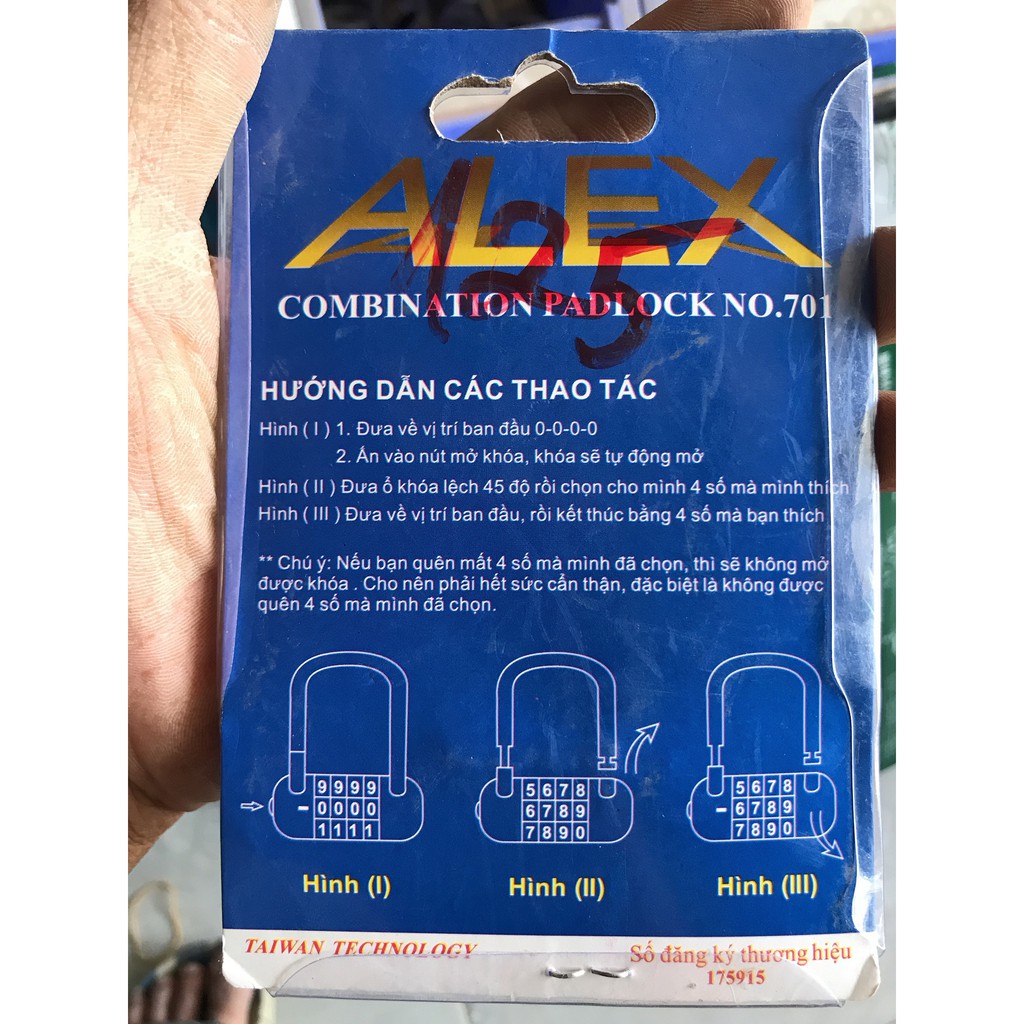 ALEX
125
COMBINATION PADLOCK NO.701
HƯỚNG DẪN CÁC THAO TÁC
Hình ( I ) 1. Đưa về vị trí ban đầu 0-0-0-0
2. Ấn vào nút mở khóa, khóa sẽ tự động mở
Hình ( II ) Đưa ổ khóa lệch 45 độ rồi chọn cho mình 4 số mà mình thích
Hình ( III ) Đưa về vị trí ban đầu, rồi kết thúc bằng 4 số mà bạn thích
** Chú ý: Nếu bạn quên mất 4 số mà mình đã chọn, thì sẽ không mở
được khóa . Cho nên phải hết sức cẩn thận, đặc biệt là không được
quên 4 số mà mình đã chọn.
9999
-0000
1111
5678
6789
7890
5678
-6789
7890
Hình (I)
Hình (II)
Hình (III)
TAIWAN TECHNOLOGY
Số đăng ký thương hiệu
175915